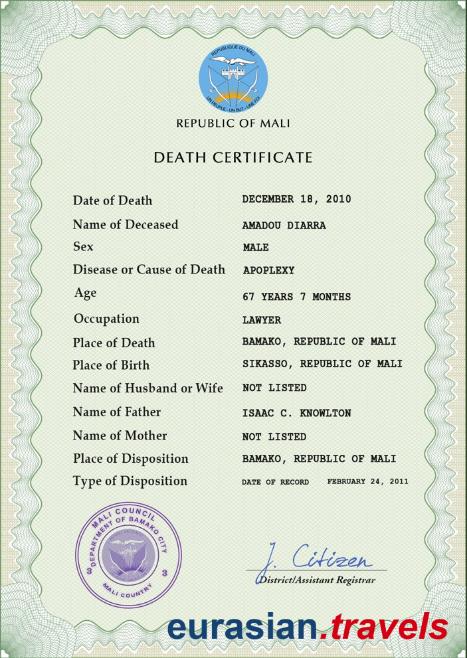 REPUBLIQUE DU MALI
UN PEUPLE - UN BUT - UNE FOI
REPUBLIC OF MALI
DEATH CERTIFICATE
Date of Death DECEMBER 18, 2010
Name of Deceased AMADOU DIARRA
Sex MALE
Disease or Cause of Death APOPLEXY
Age 67 YEARS 7 MONTHS
Occupation LAWYER
Place of Death BAMAKO, REPUBLIC OF MALI
Place of Birth SIKASSO, REPUBLIC OF MALI
Name of Husband or Wife NOT LISTED
Name of Father ISAAC C. KNOWLTON
Name of Mother NOT LISTED
Place of Disposition BAMAKO, REPUBLIC OF MALI
Type of Disposition DATE OF RECORD FEBRUARY 24, 2011
MALI COUNCIL
DEPARTMENT OF BAMAKO CITY
3 3
MALI COUNTRY
J. Citizen
District/Assistant Registrar
eurasian.travels